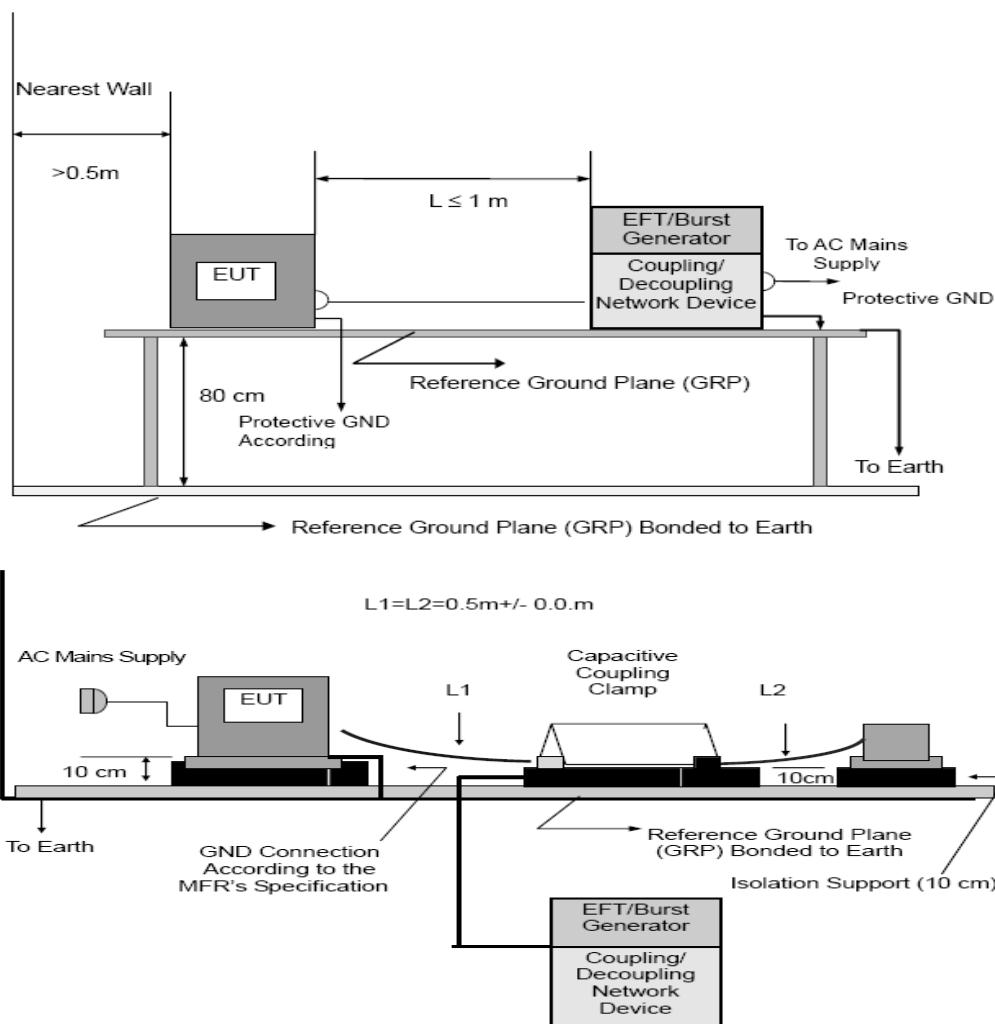 Nearest Wall
>0.5m
L ≤ 1 m
EUT
EFT/Burst
Generator
Coupling/
Decoupling
Network Device
To AC Mains
Supply
Protective GND
Reference Ground Plane (GRP)
80 cm
Protective GND
According
To Earth
Reference Ground Plane (GRP) Bonded to Earth
L1=L2=0.5m+/- 0.0.m
AC Mains Supply
EUT
L1
Capacitive
Coupling
Clamp
L2
10 cm
10cm
To Earth
GND Connection
According to the
MFR's Specification
Reference Ground Plane
(GRP) Bonded to Earth
Isolation Support (10 cm)
EFT/Burst
Generator
Coupling/
Decoupling
Network
Device